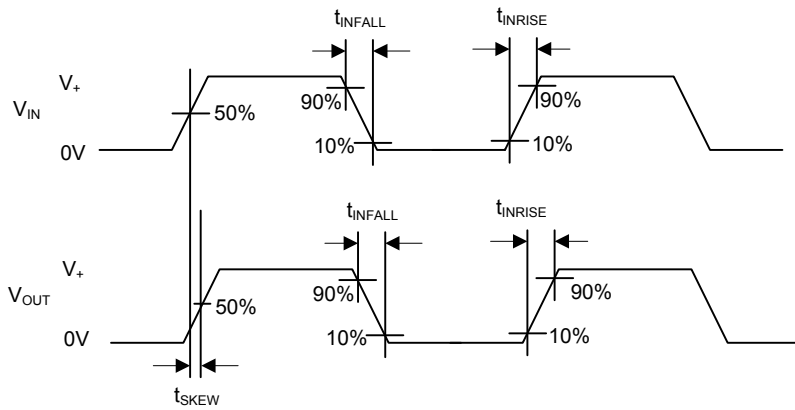 tINFALL tINRISE
V+
90% 90%
VIN 50%
0V 10% 10%
tINFALL tINRISE
V+
90% 90%
VOUT 50%
0V 10% 10%
tSKEW